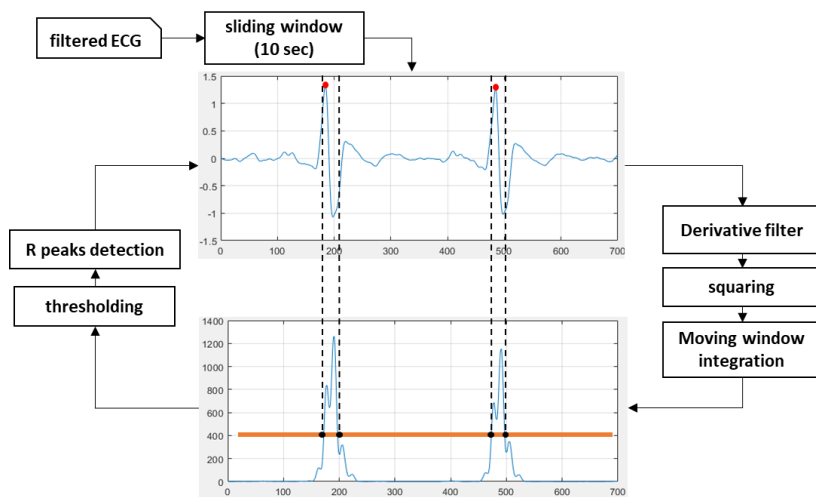 filtered ECG
sliding window
(10 sec)
1.5
1
0.5
0
-0.5
-1
-1.5
0 100 200 300 400 500 600 700
Derivative filter
squaring
Moving window
integration
R peaks detection
thresholding
1400
1200
1000
800
600
400
200
0
0 100 200 300 400 500 600 700